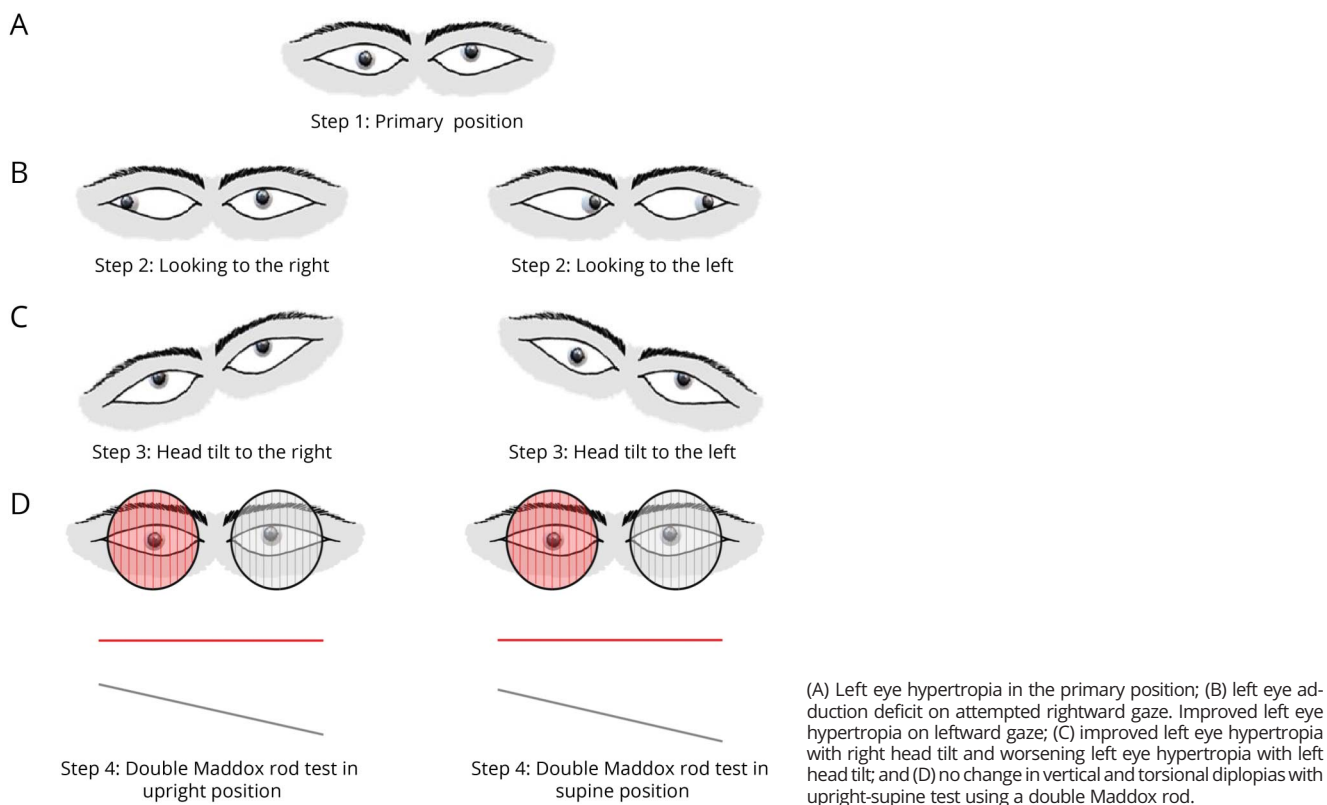 A
Step 1: Primary position
B
Step 2: Looking to the right
Step 2: Looking to the left
C
Step 3: Head tilt to the right
Step 3: Head tilt to the left
D
Step 4: Double Maddox rod test in
upright position
Step 4: Double Maddox rod test in
supine position
(A) Left eye hypertropia in the primary position; (B) left eye ad-
duction deficit on attempted rightward gaze. Improved left eye
hypertropia on leftward gaze; (C) improved left eye hypertropia
with right head tilt and worsening left eye hypertropia with left
head tilt; and (D) no change in vertical and torsional diplopias with
upright-supine test using a double Maddox rod.